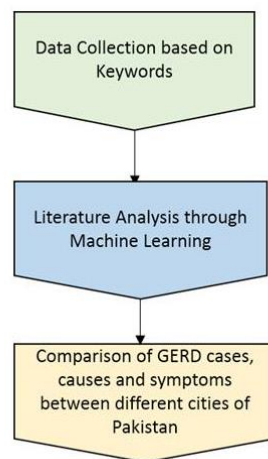 Data Collection based on
Keywords
Literature Analysis through
Machine Learning
Comparison of GERD cases,
causes and symptoms
between different cities of
Pakistan